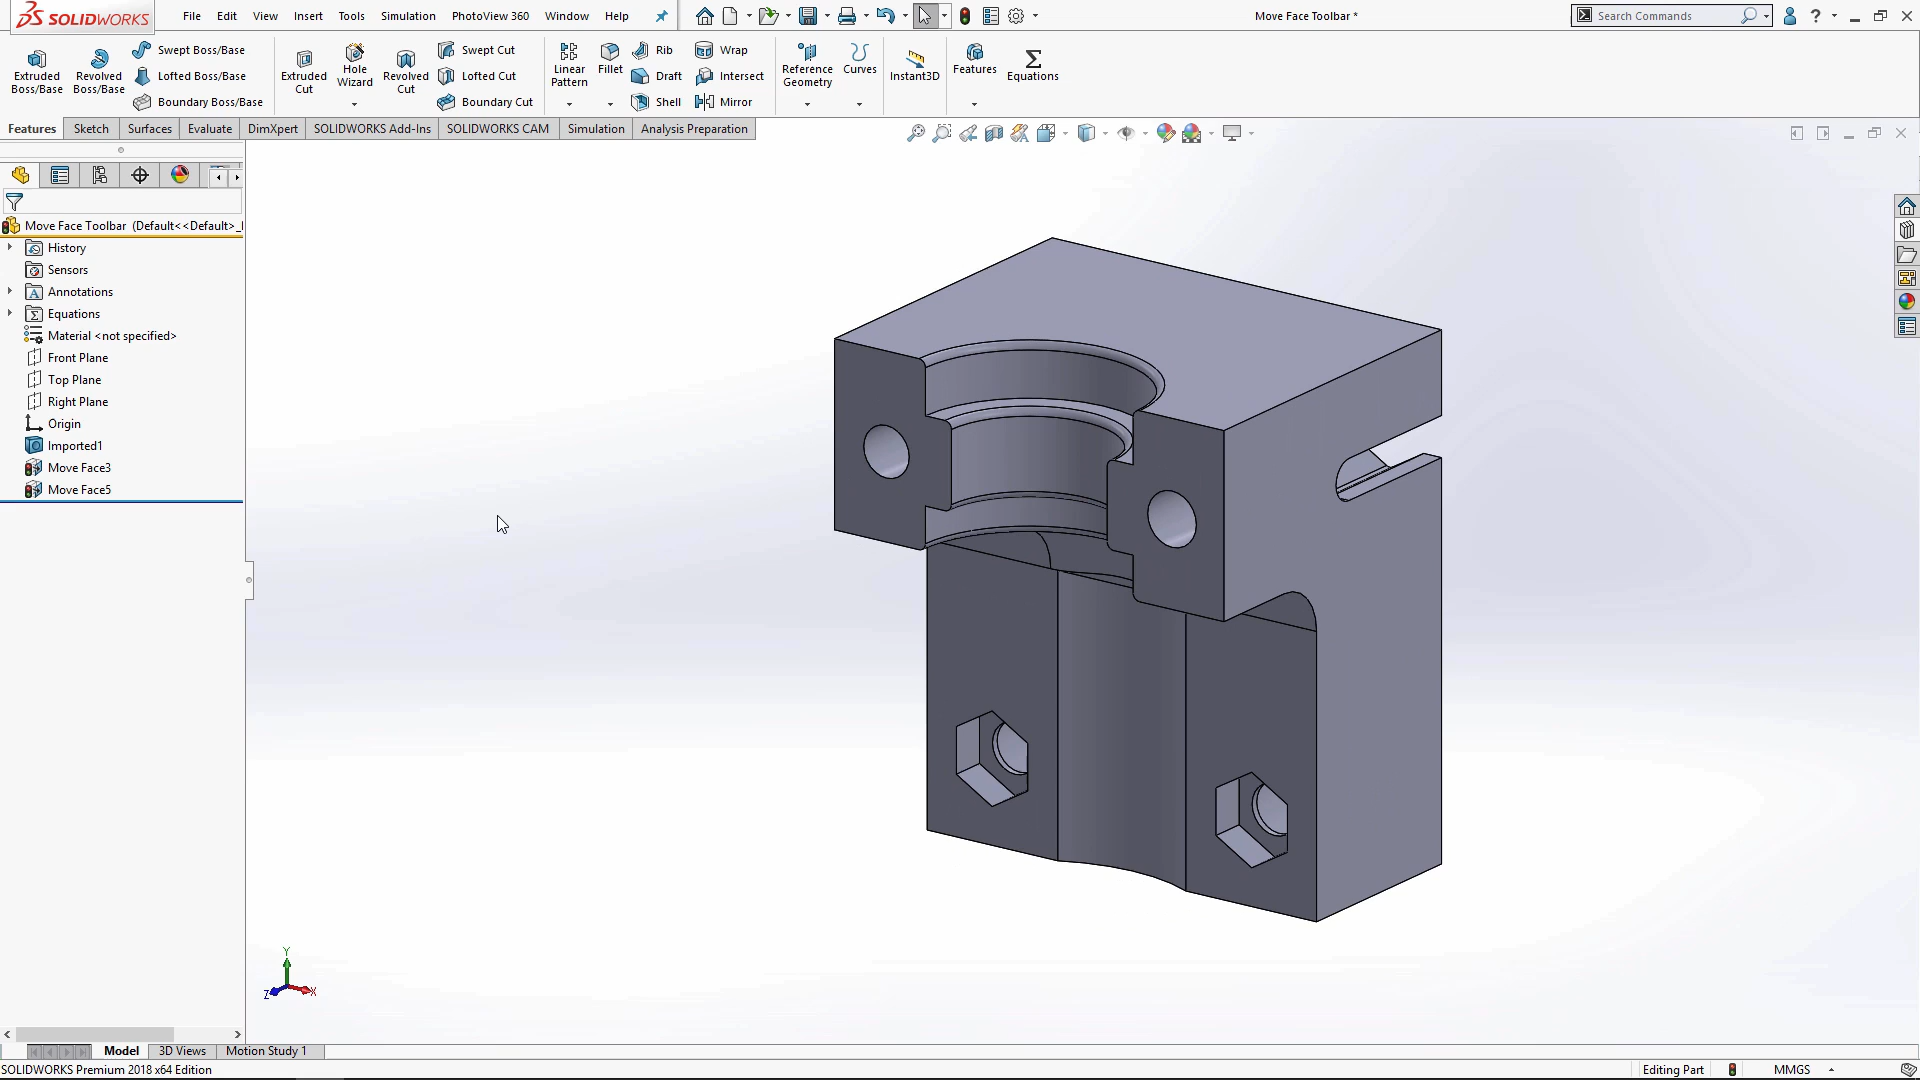 SOLIDWORKS File Edit View Insert Tools Simulation PhotoView 360 Window Help Move Face Toolbar * Search Commands ?
Extruded Boss/Base
Revolved Boss/Base
Swept Boss/Base
Lofted Boss/Base
Boundary Boss/Base
Extruded Cut
Hole Wizard
Revolved Cut
Swept Cut
Lofted Cut
Boundary Cut
Linear Pattern
Fillet
Rib
Draft
Shell
Wrap
Intersect
Mirror
Reference Geometry
Curves
Instant3D
Features
Equations
Features Sketch Surfaces Evaluate DimXpert SOLIDWORKS Add-Ins SOLIDWORKS CAM Simulation Analysis Preparation
Move Face Toolbar (Default<<Default>_
History
Sensors
Annotations
Equations
Material <not specified>
Front Plane
Top Plane
Right Plane
Origin
Imported1
Move Face3
Move Face5
Y
Z X
Model 3D Views Motion Study 1
SOLIDWORKS Premium 2018 x64 Edition Editing Part MMGS